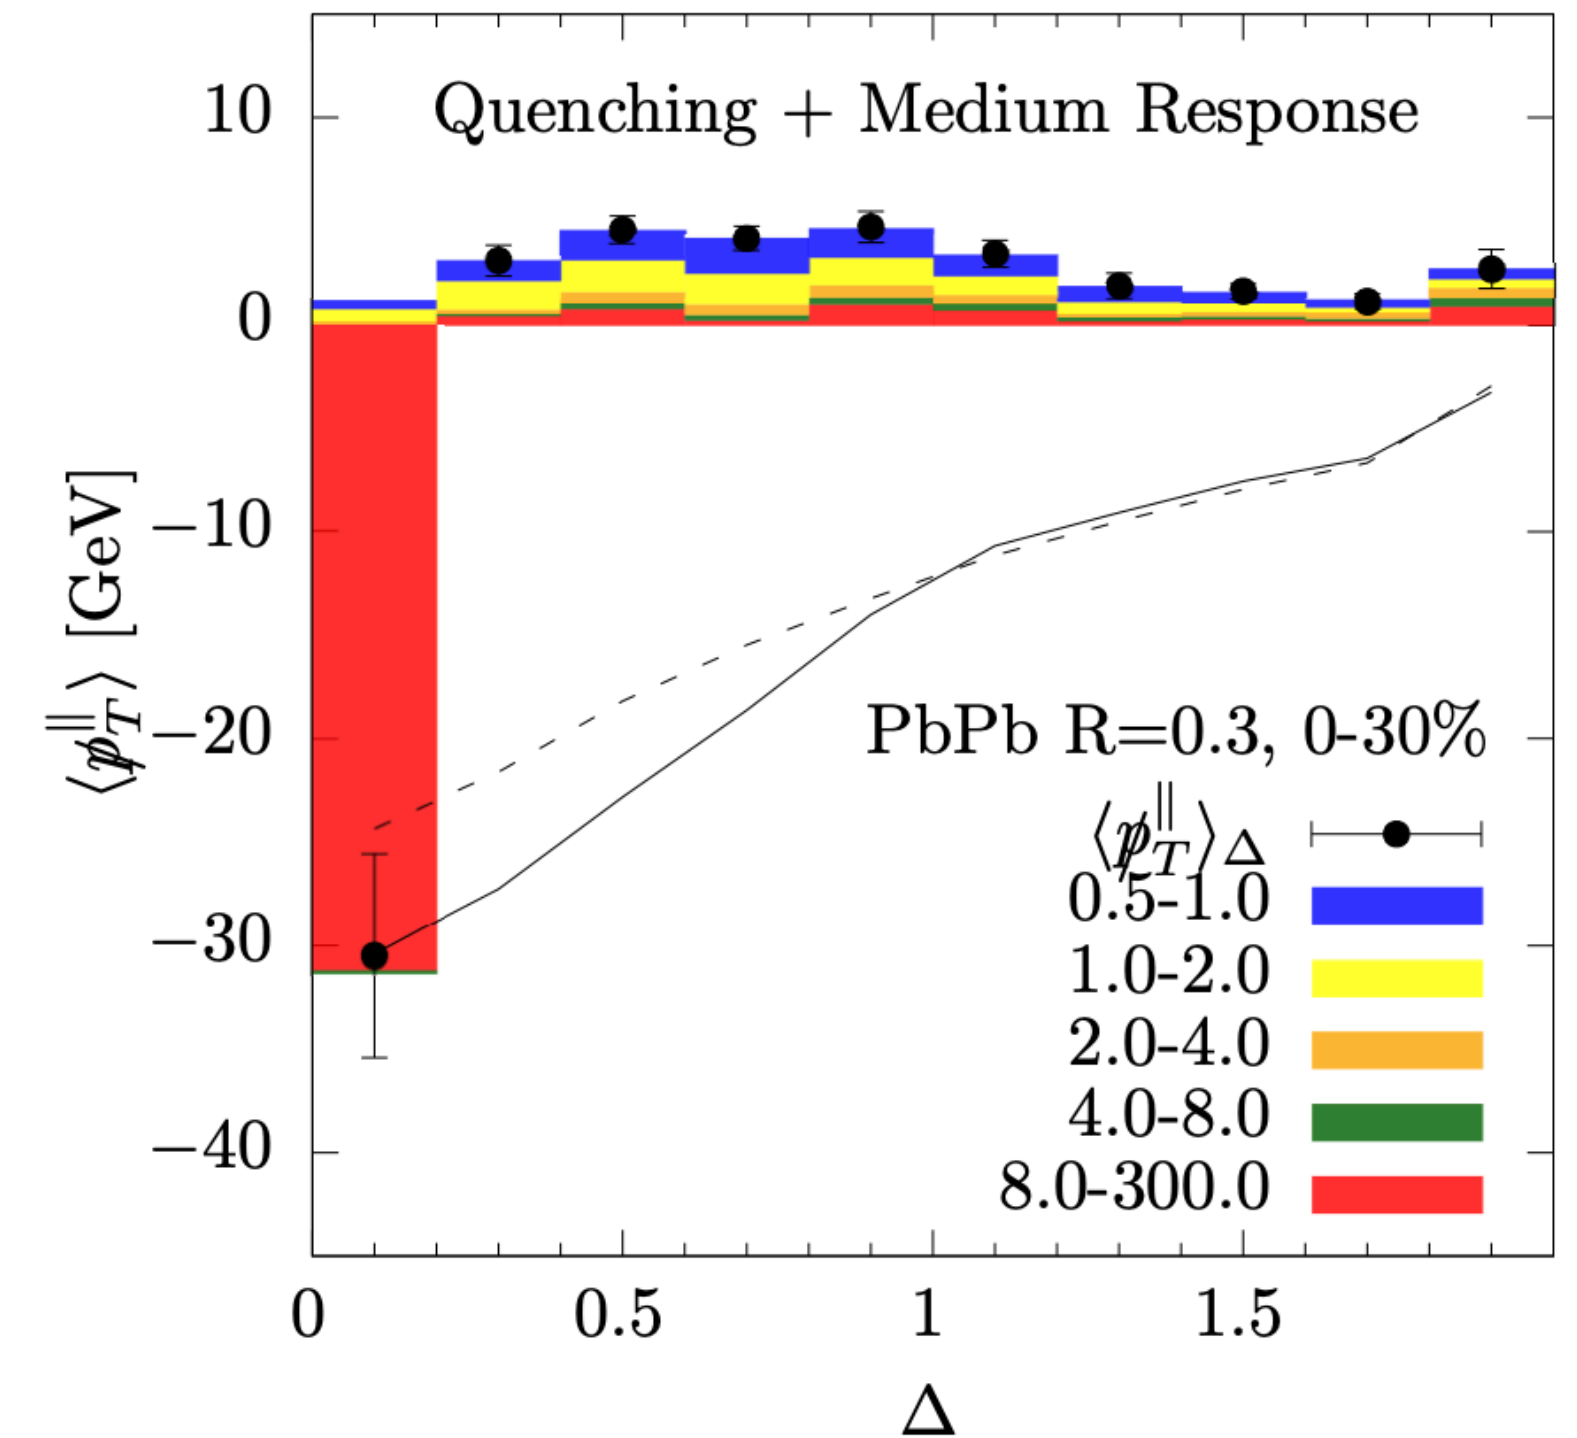 Quenching + Medium Response
10
0
−10
−20
−30
−40
⟨p̸_T^∥⟩ [GeV]
PbPb R=0.3, 0-30%
⟨p̸_T^∥⟩_Δ
0.5-1.0
1.0-2.0
2.0-4.0
4.0-8.0
8.0-300.0
0 0.5 1 1.5
Δ